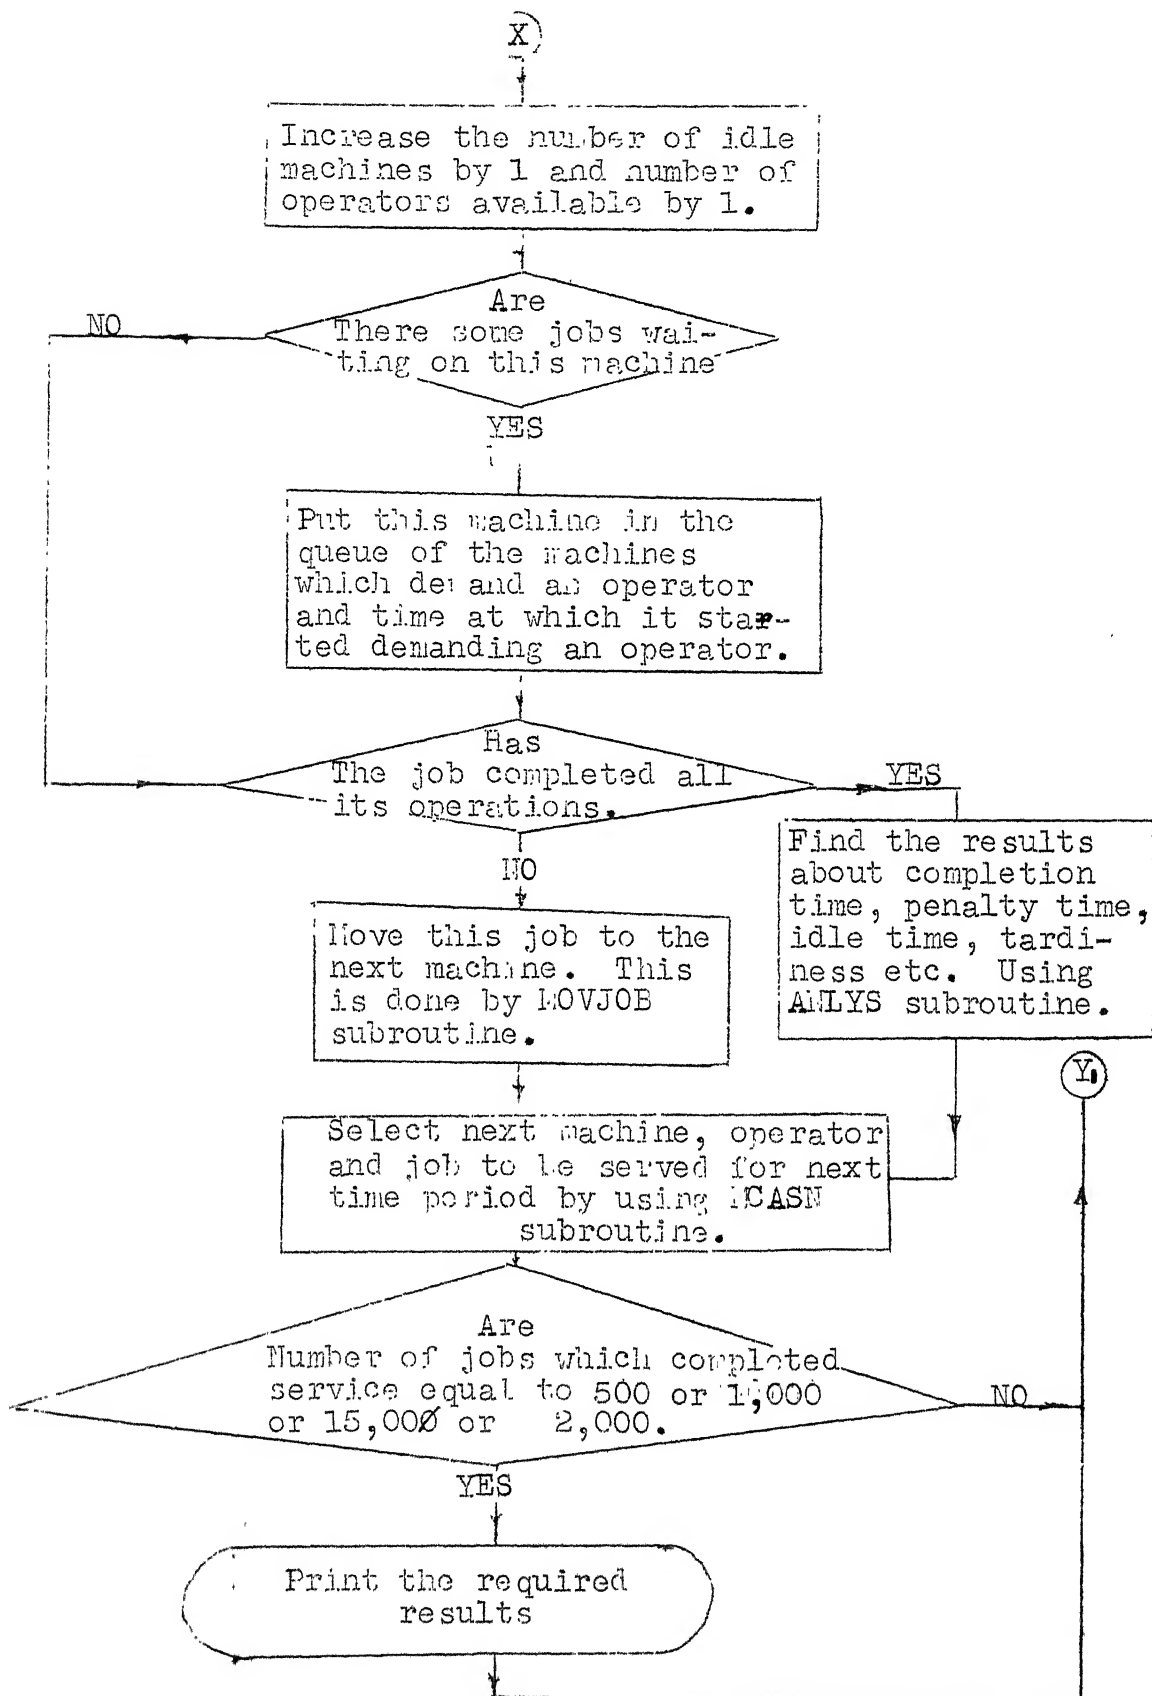 X
Increase the number of idle
machines by 1 and number of
operators available by 1.
Are
There some jobs wai-
ting on this machine
NO
YES
Put this machine in the
queue of the machines
which demand an operator
and time at which it star-
ted demanding an operator.
Has
The job completed all
its operations.
YES
NO
Find the results
about completion
time, penalty time,
idle time, tardi-
ness etc. Using
ANLYS subroutine.
Move this job to the
next machine. This
is done by MOVJOB
subroutine.
Y
Select next machine, operator
and job to be served for next
time period by using
subroutine.
Are
Number of jobs which completed
service equal to 500 or 1,000
or 15,000 or 2,000.
NO
YES
Print the required
results